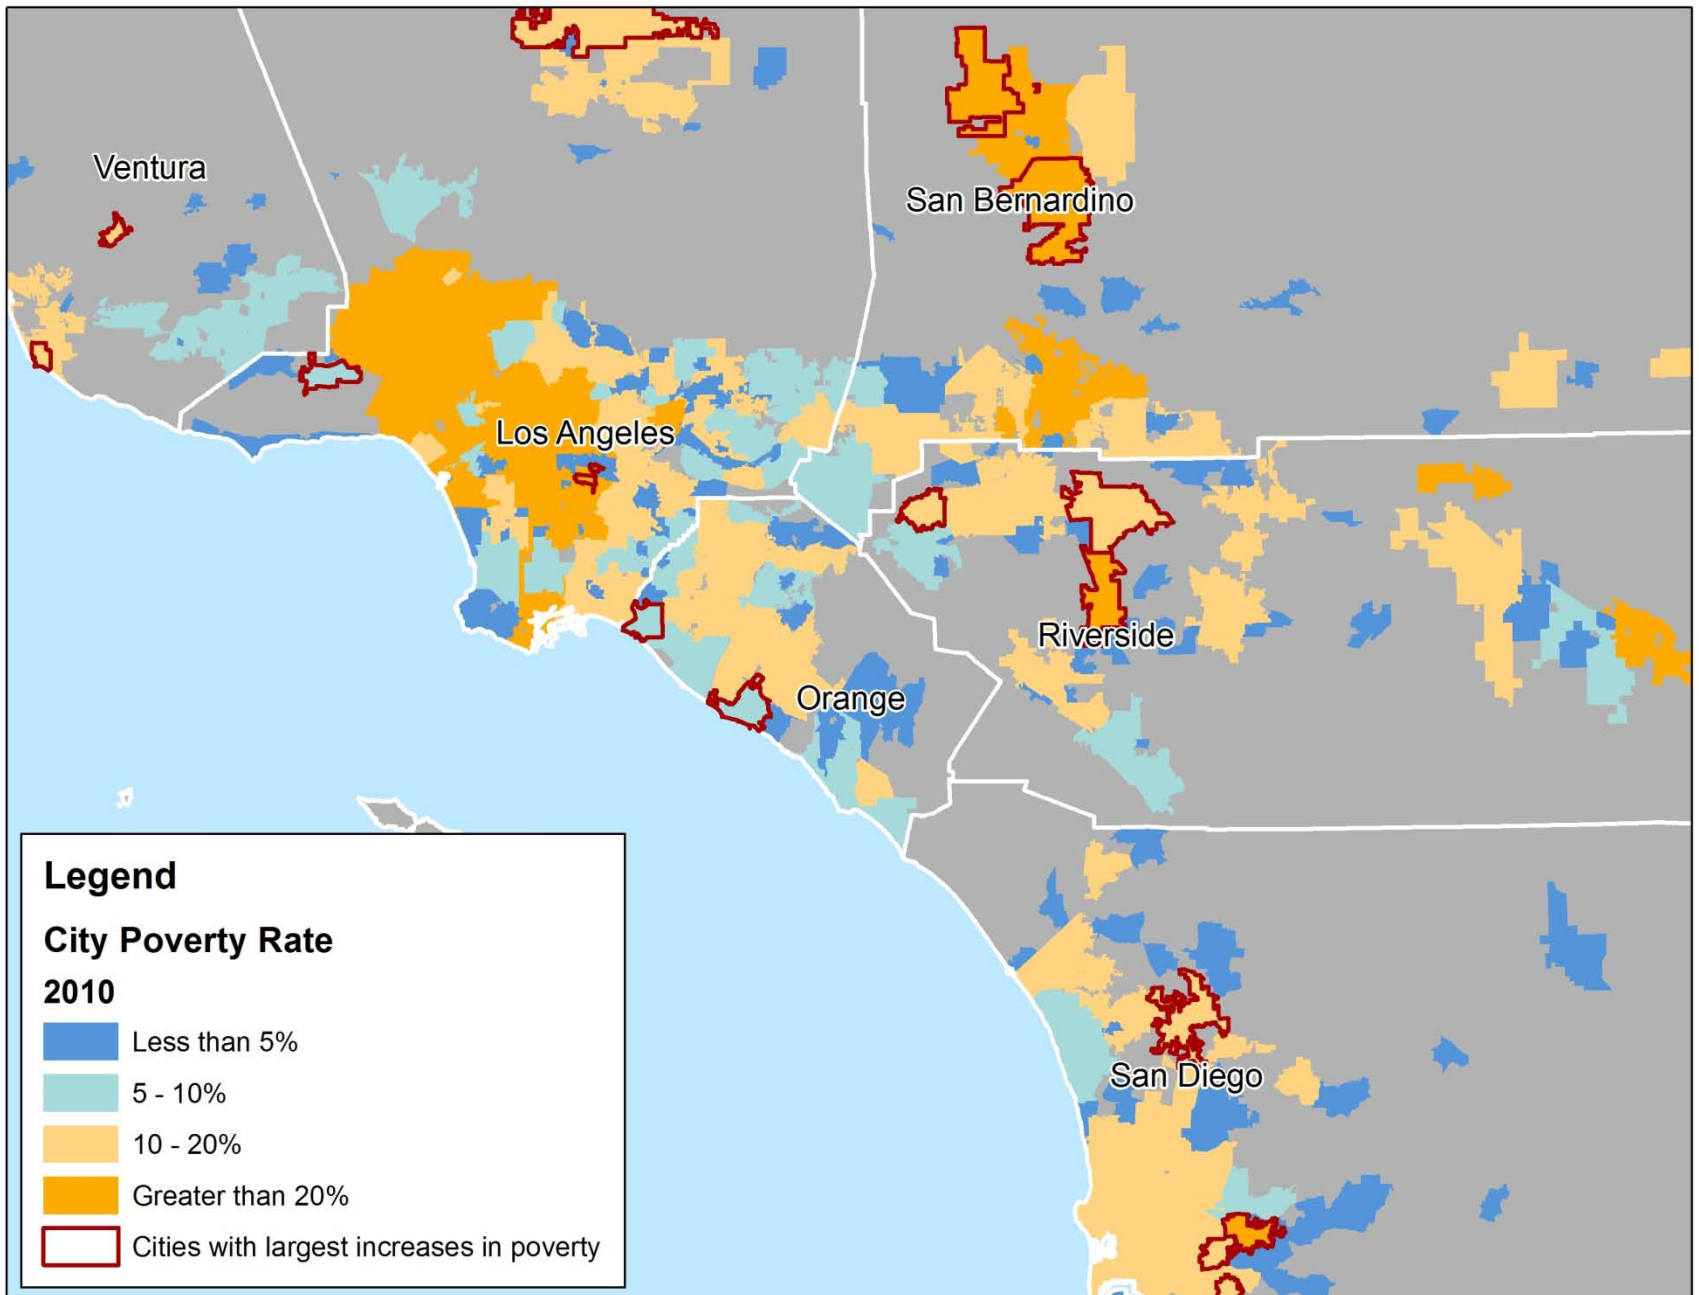 Ventura
San Bernardino
Los Angeles
Riverside
Orange
San Diego
Legend
City Poverty Rate
2010
Less than 5%
5 - 10%
10 - 20%
Greater than 20%
Cities with largest increases in poverty